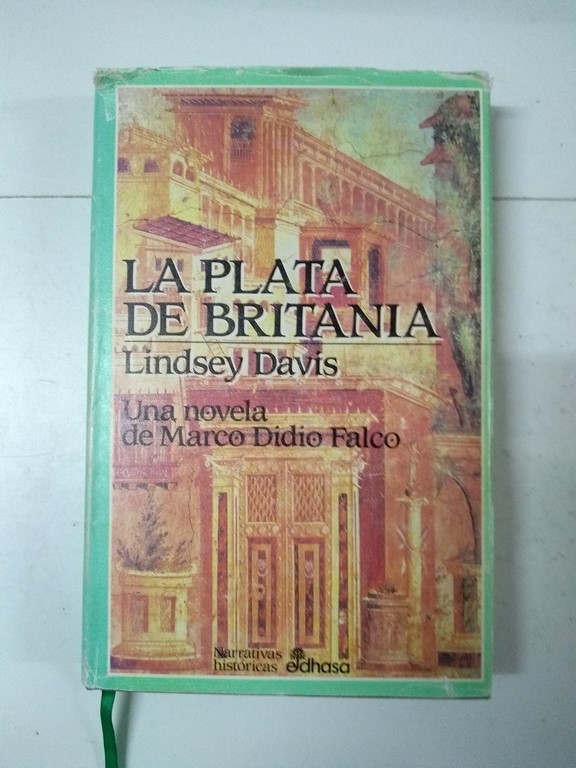 LA PLATA
DE BRITANIA
Lindsey Davis
Una novela
de Marco Didio Falco
Narrativas
históricas edhasa